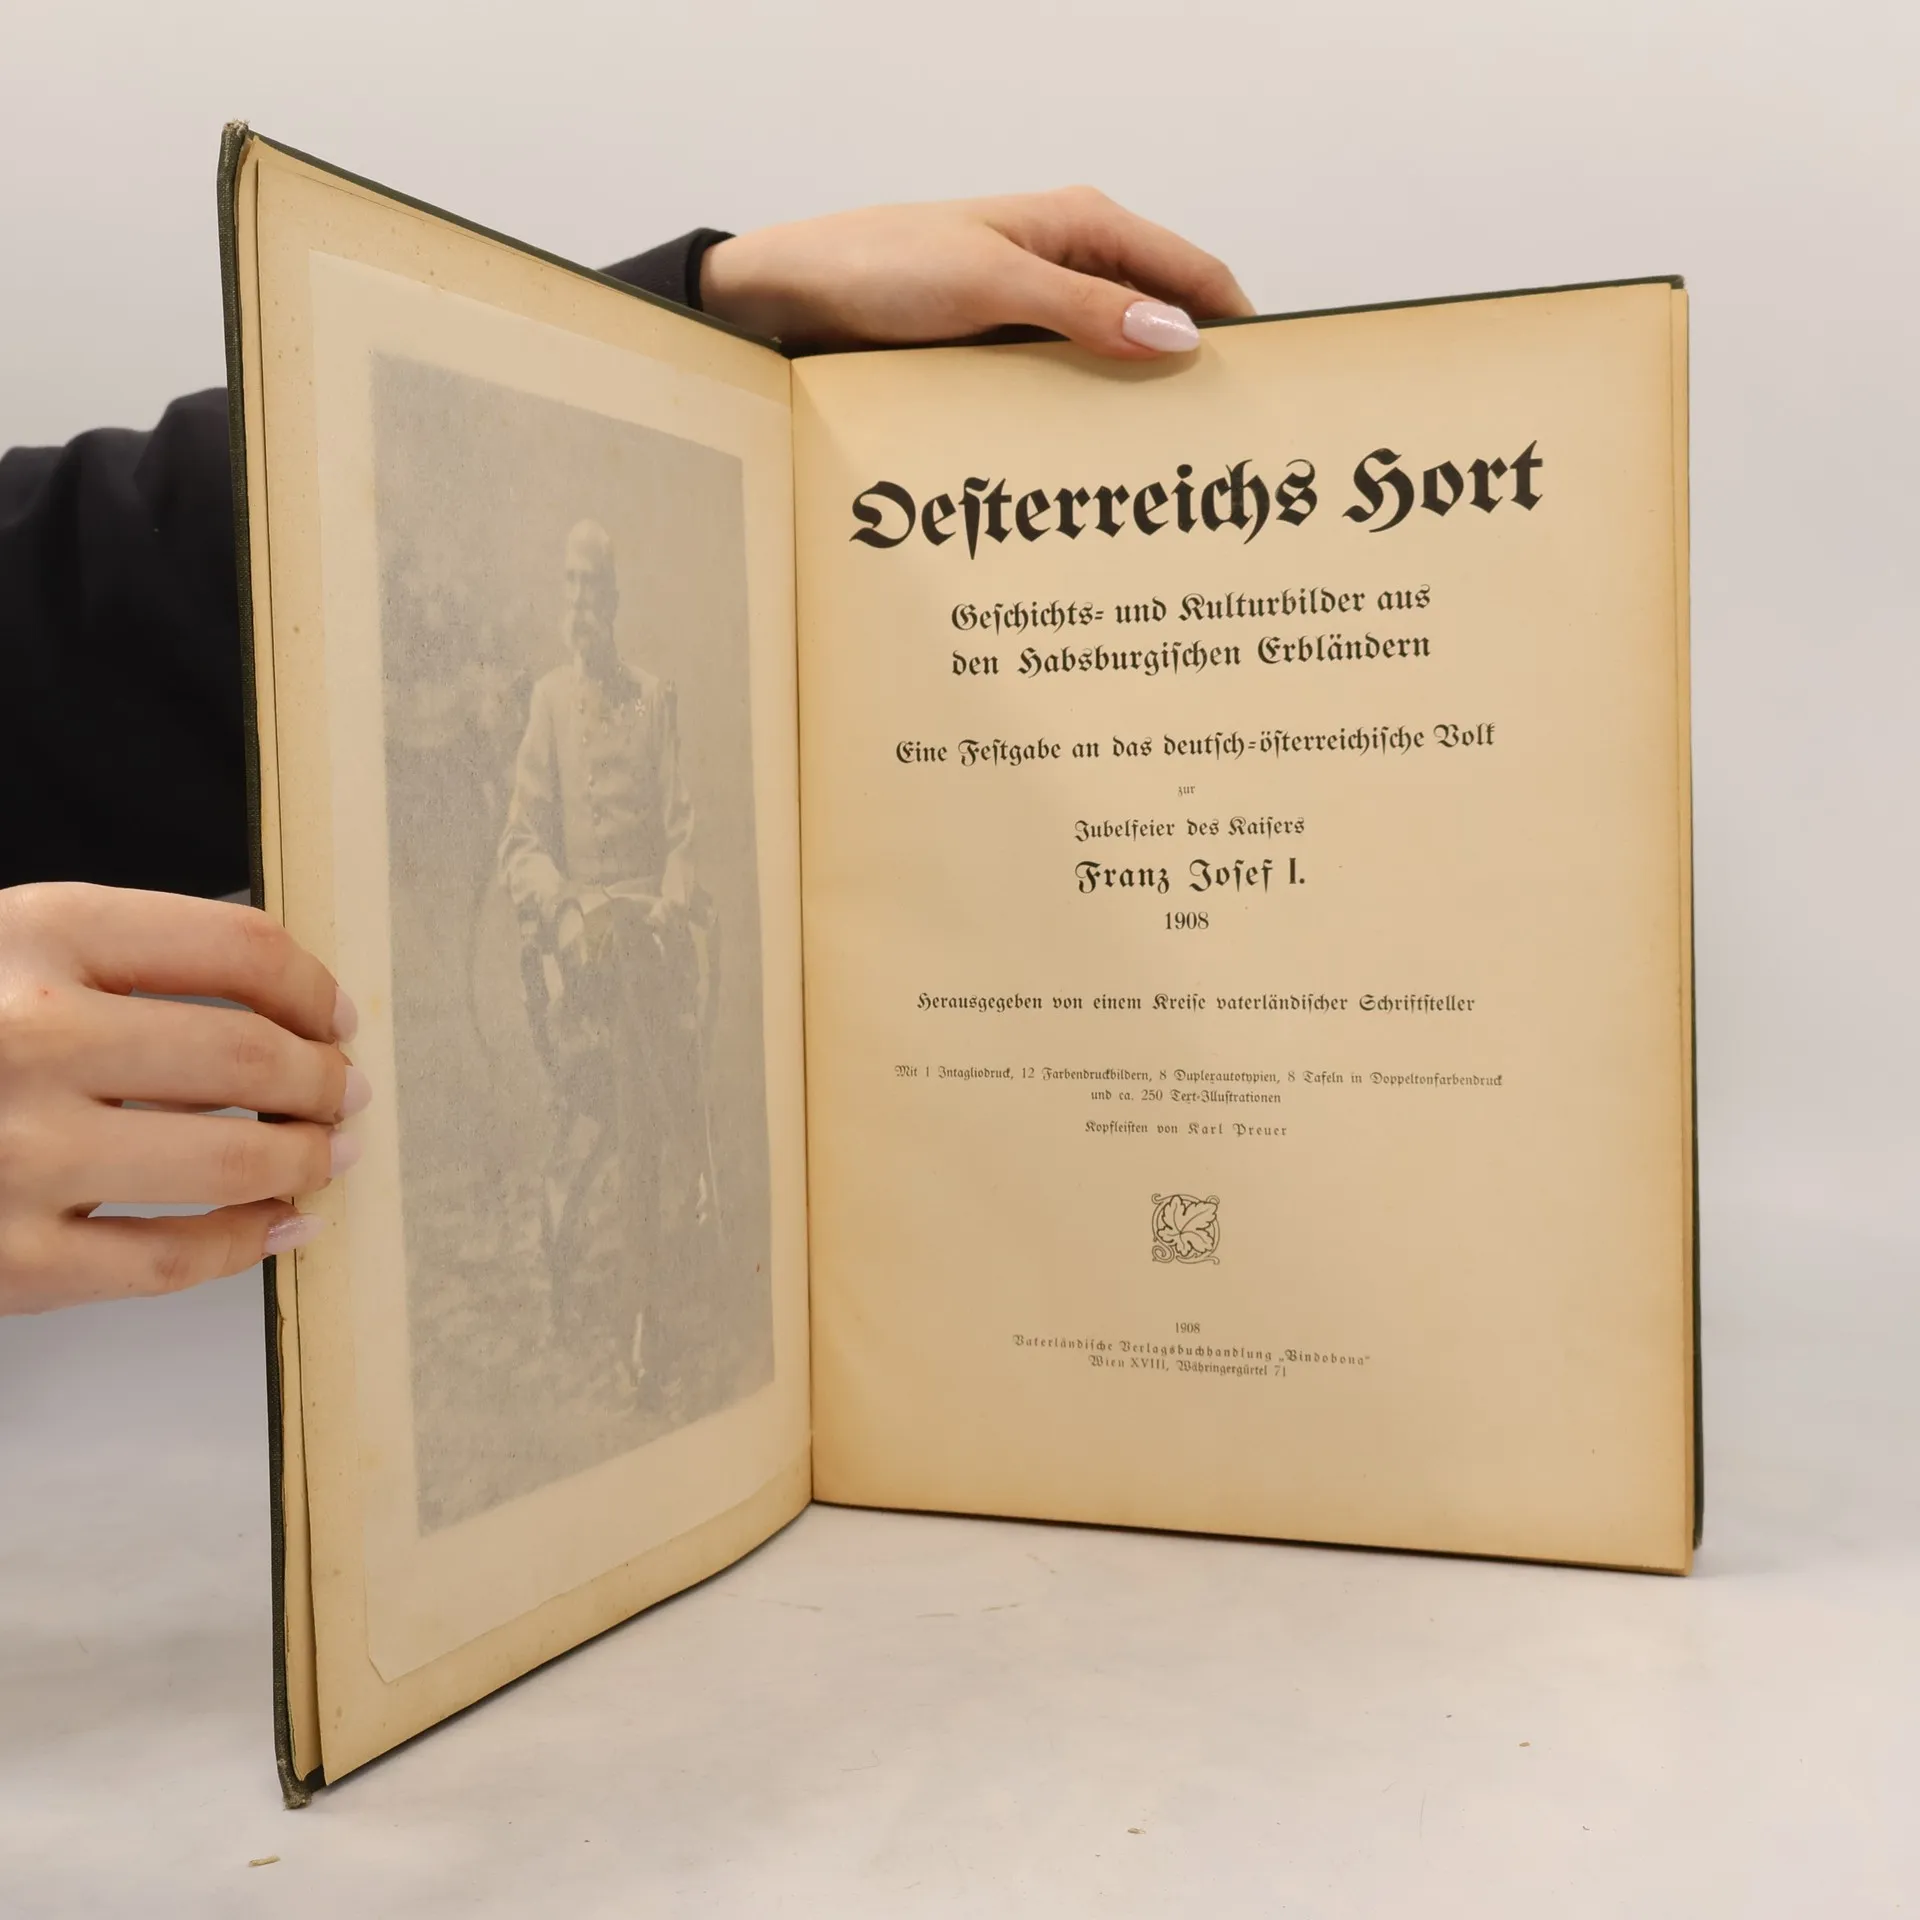 Oeſterreichs Hort
Geſchichts- und Kulturbilder aus
den Habsburgiſchen Erbländern
Eine Feſtgabe an das deutſch-öſterreichiſche Volk
zur
Jubelfeier des Kaiſers
Franz Joſef I.
1908
Herausgegeben von einem Kreiſe vaterländiſcher Schriftſteller
Mit 1 Intagliodruck, 12 Farbendruckbildern, 8 Duplexautotypien, 8 Tafeln in Doppeltonfarbendruck
und ca. 250 Text-Illuſtrationen
Kopfleiſten von Karl Preuer
1908
Vaterländiſche Verlagsbuchhandlung „Vindobona“
Wien XVIII, Währingergürtel 71